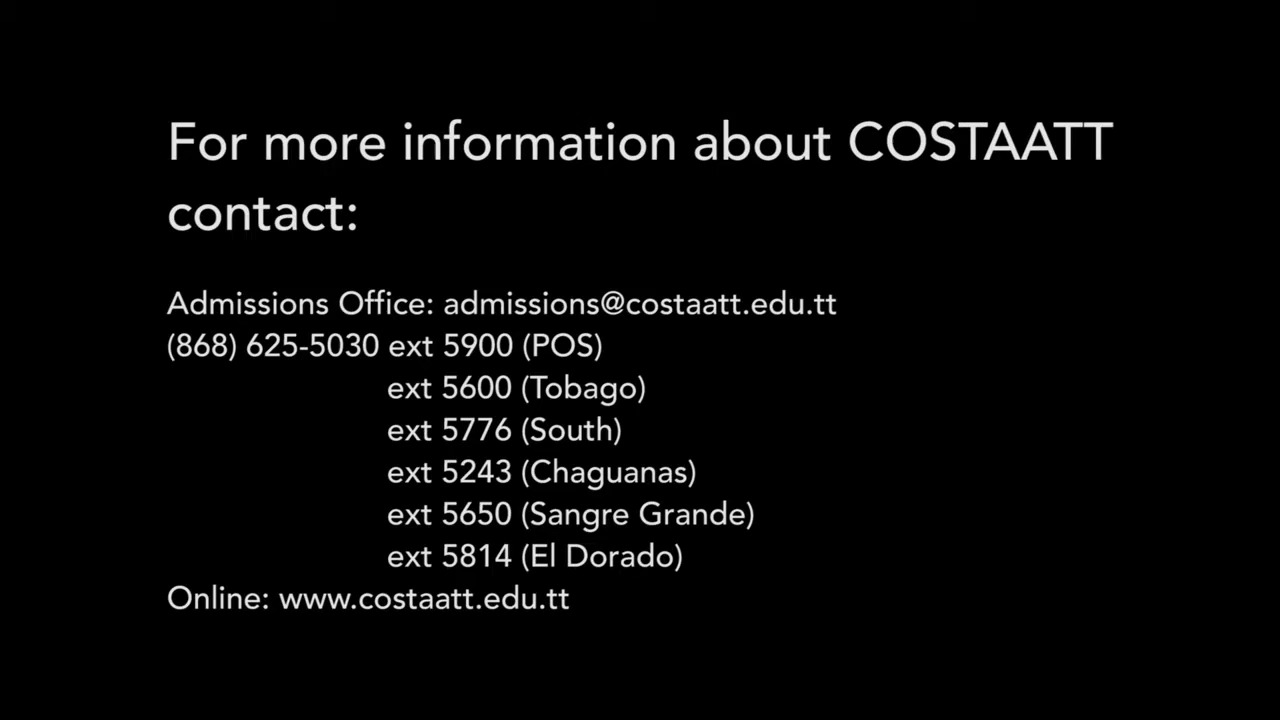 For more information about COSTAATT
contact:
Admissions Office: admissions@costaatt.edu.tt
(868) 625-5030 ext 5900 (POS)
ext 5600 (Tobago)
ext 5776 (South)
ext 5243 (Chaguanas)
ext 5650 (Sangre Grande)
ext 5814 (El Dorado)
Online: www.costaatt.edu.tt